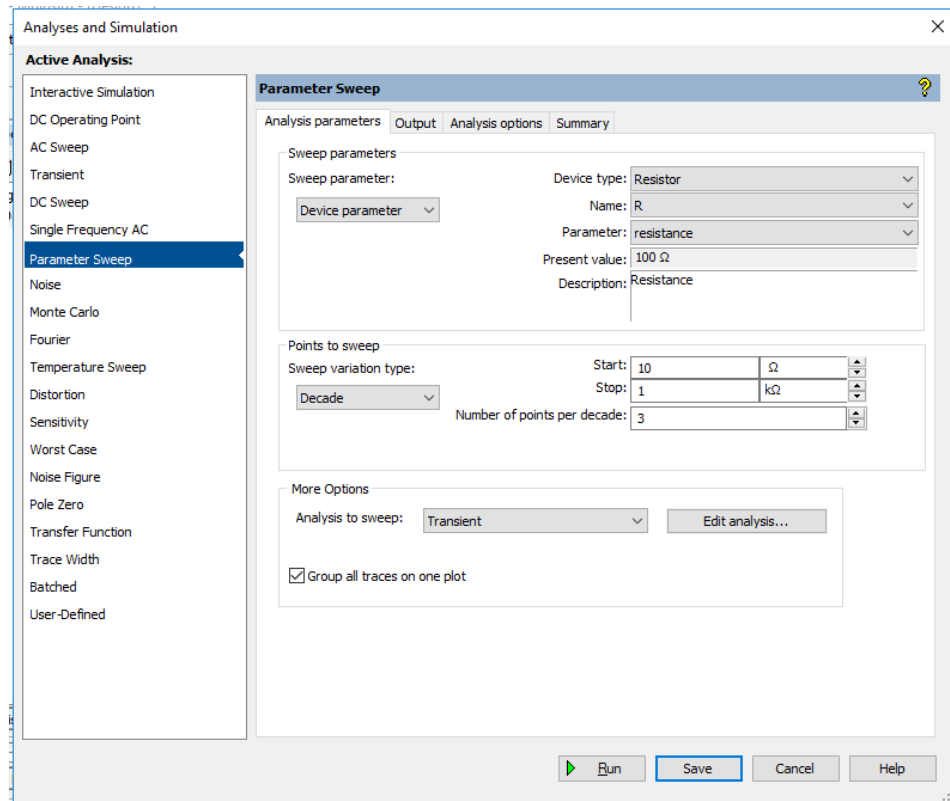 Analyses and Simulation
Active Analysis:
Interactive Simulation
DC Operating Point
AC Sweep
Transient
DC Sweep
Single Frequency AC
Parameter Sweep
Noise
Monte Carlo
Fourier
Temperature Sweep
Distortion
Sensitivity
Worst Case
Noise Figure
Pole Zero
Transfer Function
Trace Width
Batched
User-Defined
Parameter Sweep
Analysis parameters Output Analysis options Summary
Sweep parameters
Sweep parameter:
Device parameter
Device type: Resistor
Name: R
Parameter: resistance
Present value: 100 Ω
Description: Resistance
Points to sweep
Sweep variation type:
Decade
Start: 10 Ω
Stop: 1 kΩ
Number of points per decade: 3
More Options
Analysis to sweep: Transient Edit analysis...
Group all traces on one plot
Run Save Cancel Help